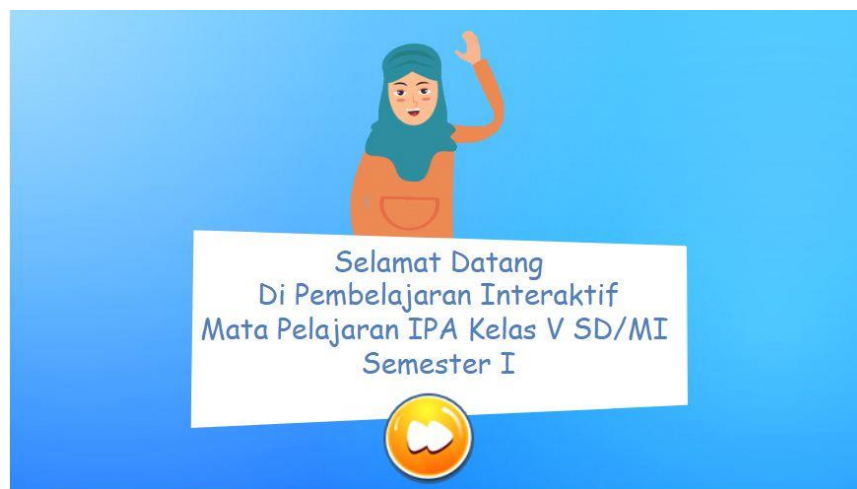 Selamat Datang
Di Pembelajaran Interaktif
Mata Pelajaran IPA Kelas V SD/MI
Semester I